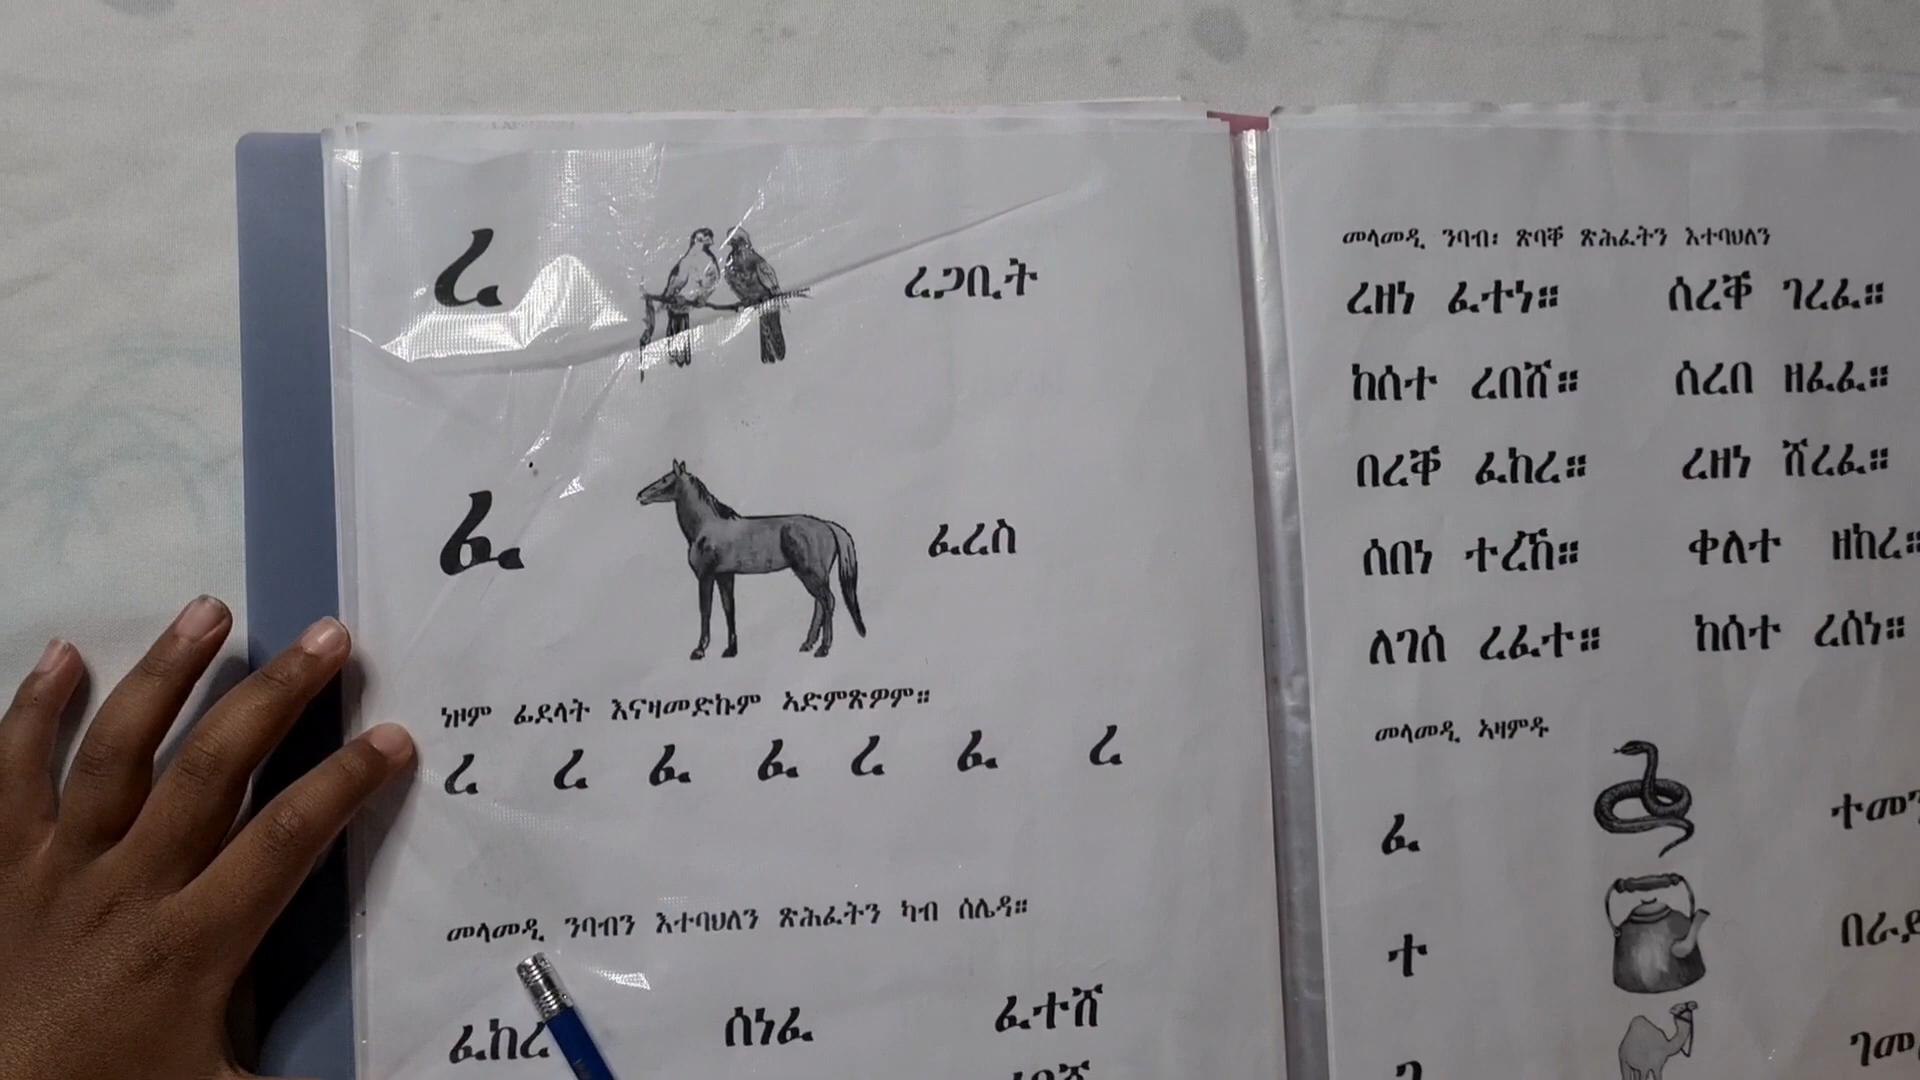 ረ ረጋቢት
ፈ ፈረስ
ነዞም ፊደላት እናዛመድኩም ኣድምጽዎም።
ረ ረ ፈ ፈ ረ ፈ ረ
መላመዲ ንባብን እተባህለን ጽሕፈትን ካብ ሰሌዳ።
ፈከረ ሰነፈ ፈተሸ
መላመዲ ንባብ፡ ጽባቐ ጽሕፈትን እተባህለን
ረዘነ ፈተነ። ሰረቐ ገረፈ።
ከሰተ ረበሸ። ሰረበ ዘፈፈ።
በረቐ ፈከረ። ረዘነ ሸረፈ።
ሰበነ ተረኸ። ቀለተ ዘከረ።
ለገሰ ረፈተ። ከሰተ ረሰነ።
መላመዲ ኣዛምዱ
ፈ
ተ